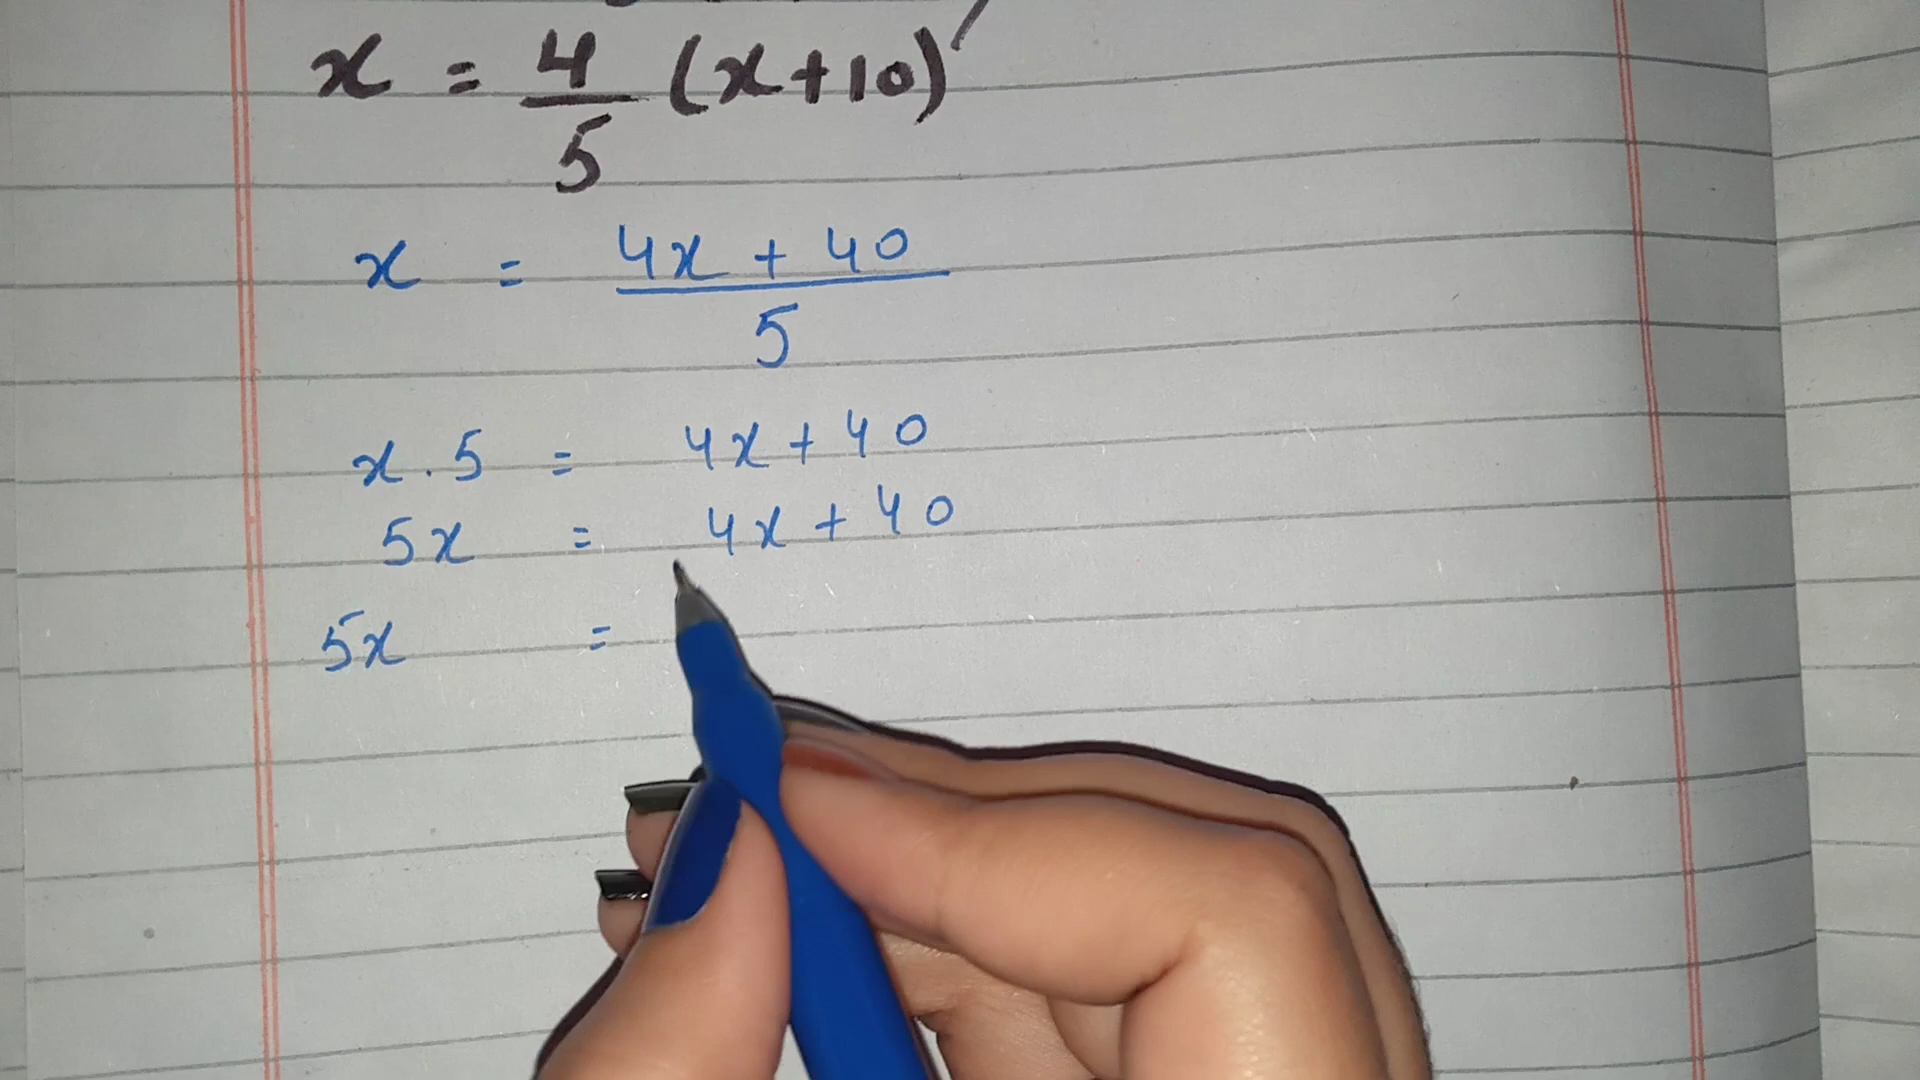 x = 4/5 (x+10)
x = 4x + 40 / 5
x . 5 = 4x + 40
5x = 4x + 40
5x =